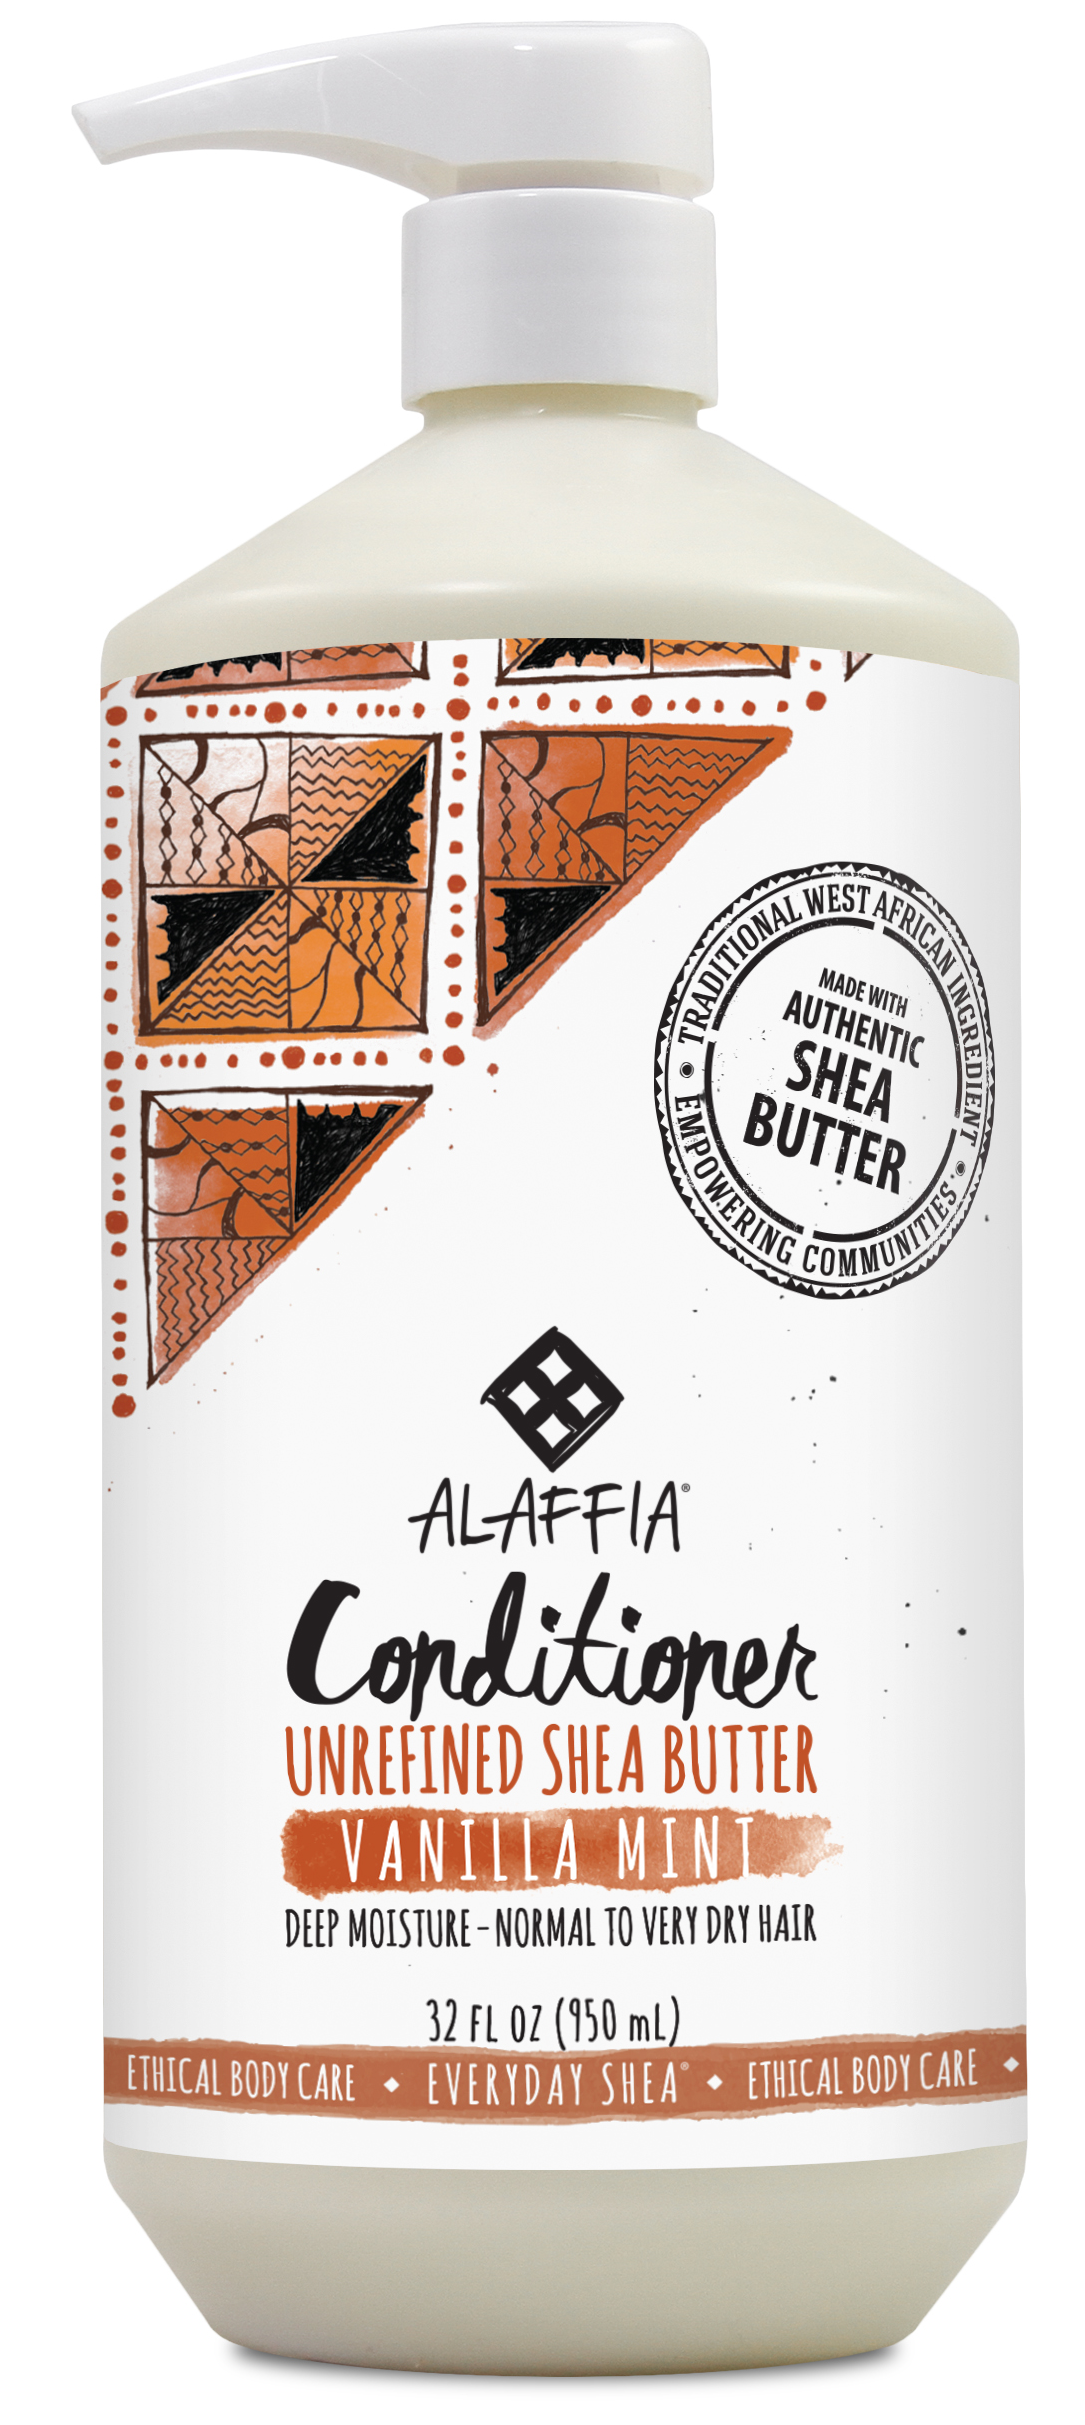 TRADITIONAL WEST AFRICAN INGREDIENT
MADE WITH
AUTHENTIC
SHEA
BUTTER
EMPOWERING COMMUNITIES
ALAFFIA®
Conditioner
UNREFINED SHEA BUTTER
VANILLA MINT
DEEP MOISTURE - NORMAL TO VERY DRY HAIR
32 FL OZ (950 mL)
ETHICAL BODY CARE ◆ EVERYDAY SHEA® ◆ ETHICAL BODY CARE ◆